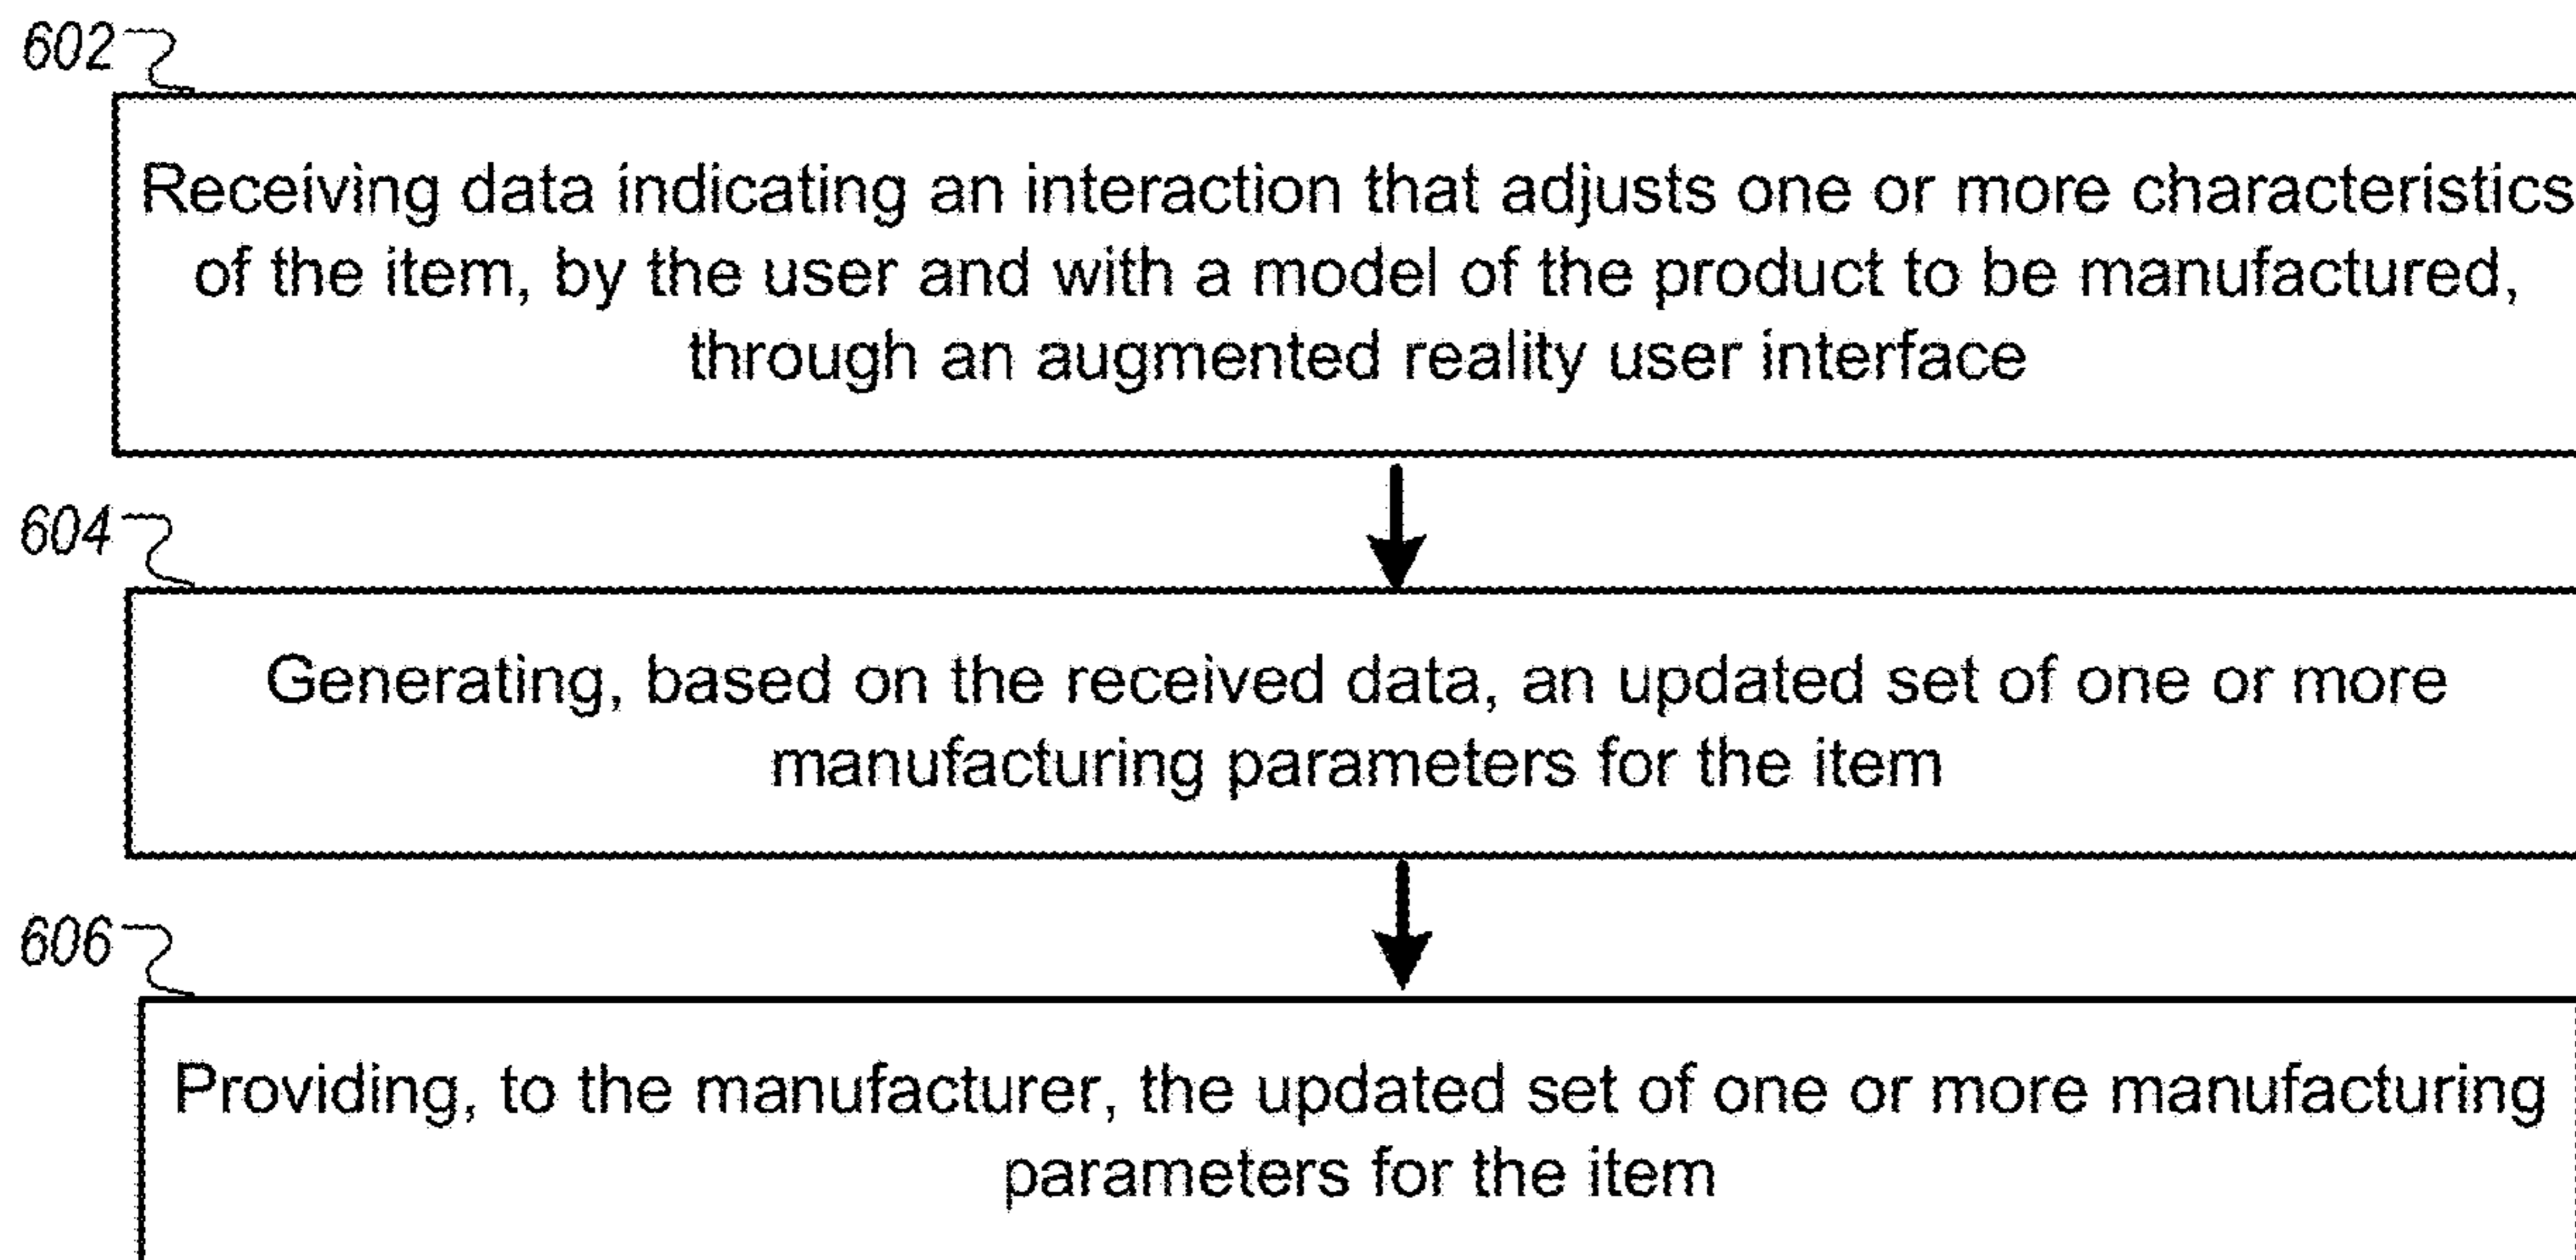 602
Receiving data indicating an interaction that adjusts one or more characteristics
of the item, by the user and with a model of the product to be manufactured,
through an augmented reality user interface
604
Generating, based on the received data, an updated set of one or more
manufacturing parameters for the item
606
Providing, to the manufacturer, the updated set of one or more manufacturing
parameters for the item